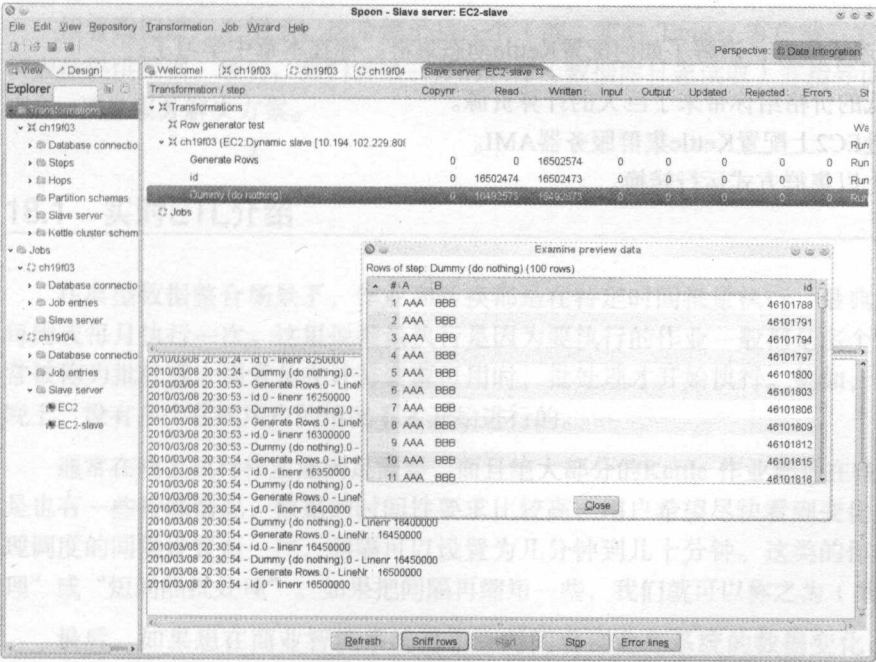 Spoon - Slave server: EC2-slave
File Edit View Repository Transformation Job Wizard Help
Perspective: Data Integration
View Design
Welcome! ch19f03 ch19f03 ch19f04 Slave server: EC2-slave
Explorer
Transformation / step Copynr Read Written Input Output Updated Rejected Errors St
Transformations
ch19f03
Database connectio
Steps
Hops
Partition schemas
Slave server
Kettle cluster schem
Jobs
ch19f03
Database connectio
Job entries
Slave server
ch19f04
Database connectio
Job entries
Slave server
EC2
EC2-slave
Transformations
Row generator test Wa
ch19f03 (EC2 Dynamic slave [10.194.102.229:80 Run
Generate Rows 0 0 16502574 0 0 0 0 0 Run
id 0 16502474 16502473 0 0 0 0 0 Run
Dummy (do nothing) 0 16492573 16492573 0 0 0 0 0 Run
Jobs
Examine preview data
Rows of step: Dummy (do nothing) (100 rows)
# A B id
1 AAA BBB 46101788
2 AAA BBB 46101791
3 AAA BBB 46101794
4 AAA BBB 46101797
5 AAA BBB 46101800
6 AAA BBB 46101803
7 AAA BBB 46101806
8 AAA BBB 46101809
9 AAA BBB 46101812
10 AAA BBB 46101815
11 AAA BBB 46101818
Close
2010/03/08 20:30:24 - id.0 - linenr 8250000
2010/03/08 20:30:24 - Dummy (do nothing).0 -
2010/03/08 20:30:53 - Generate Rows.0 - LineN
2010/03/08 20:30:53 - id.0 - linenr 16250000
2010/03/08 20:30:53 - Dummy (do nothing).0 -
2010/03/08 20:30:53 - Generate Rows.0 - LineN
2010/03/08 20:30:53 - id.0 - linenr 16300000
2010/03/08 20:30:53 - Dummy (do nothing).0 -
2010/03/08 20:30:54 - Generate Rows.0 - LineN
2010/03/08 20:30:54 - id.0 - linenr 16350000
2010/03/08 20:30:54 - Dummy (do nothing).0 -
2010/03/08 20:30:54 - Generate Rows.0 - LineN
2010/03/08 20:30:54 - id.0 - linenr 16400000
2010/03/08 20:30:54 - Dummy (do nothing).0 - Linenr 16400000
2010/03/08 20:30:54 - Generate Rows.0 - LineNr : 16450000
2010/03/08 20:30:54 - id.0 - linenr 16450000
2010/03/08 20:30:54 - Dummy (do nothing).0 - Linenr 16450000
2010/03/08 20:30:54 - Generate Rows.0 - LineNr : 16500000
2010/03/08 20:30:54 - id.0 - linenr 16500000
Refresh Sniff rows Start Stop Error lines